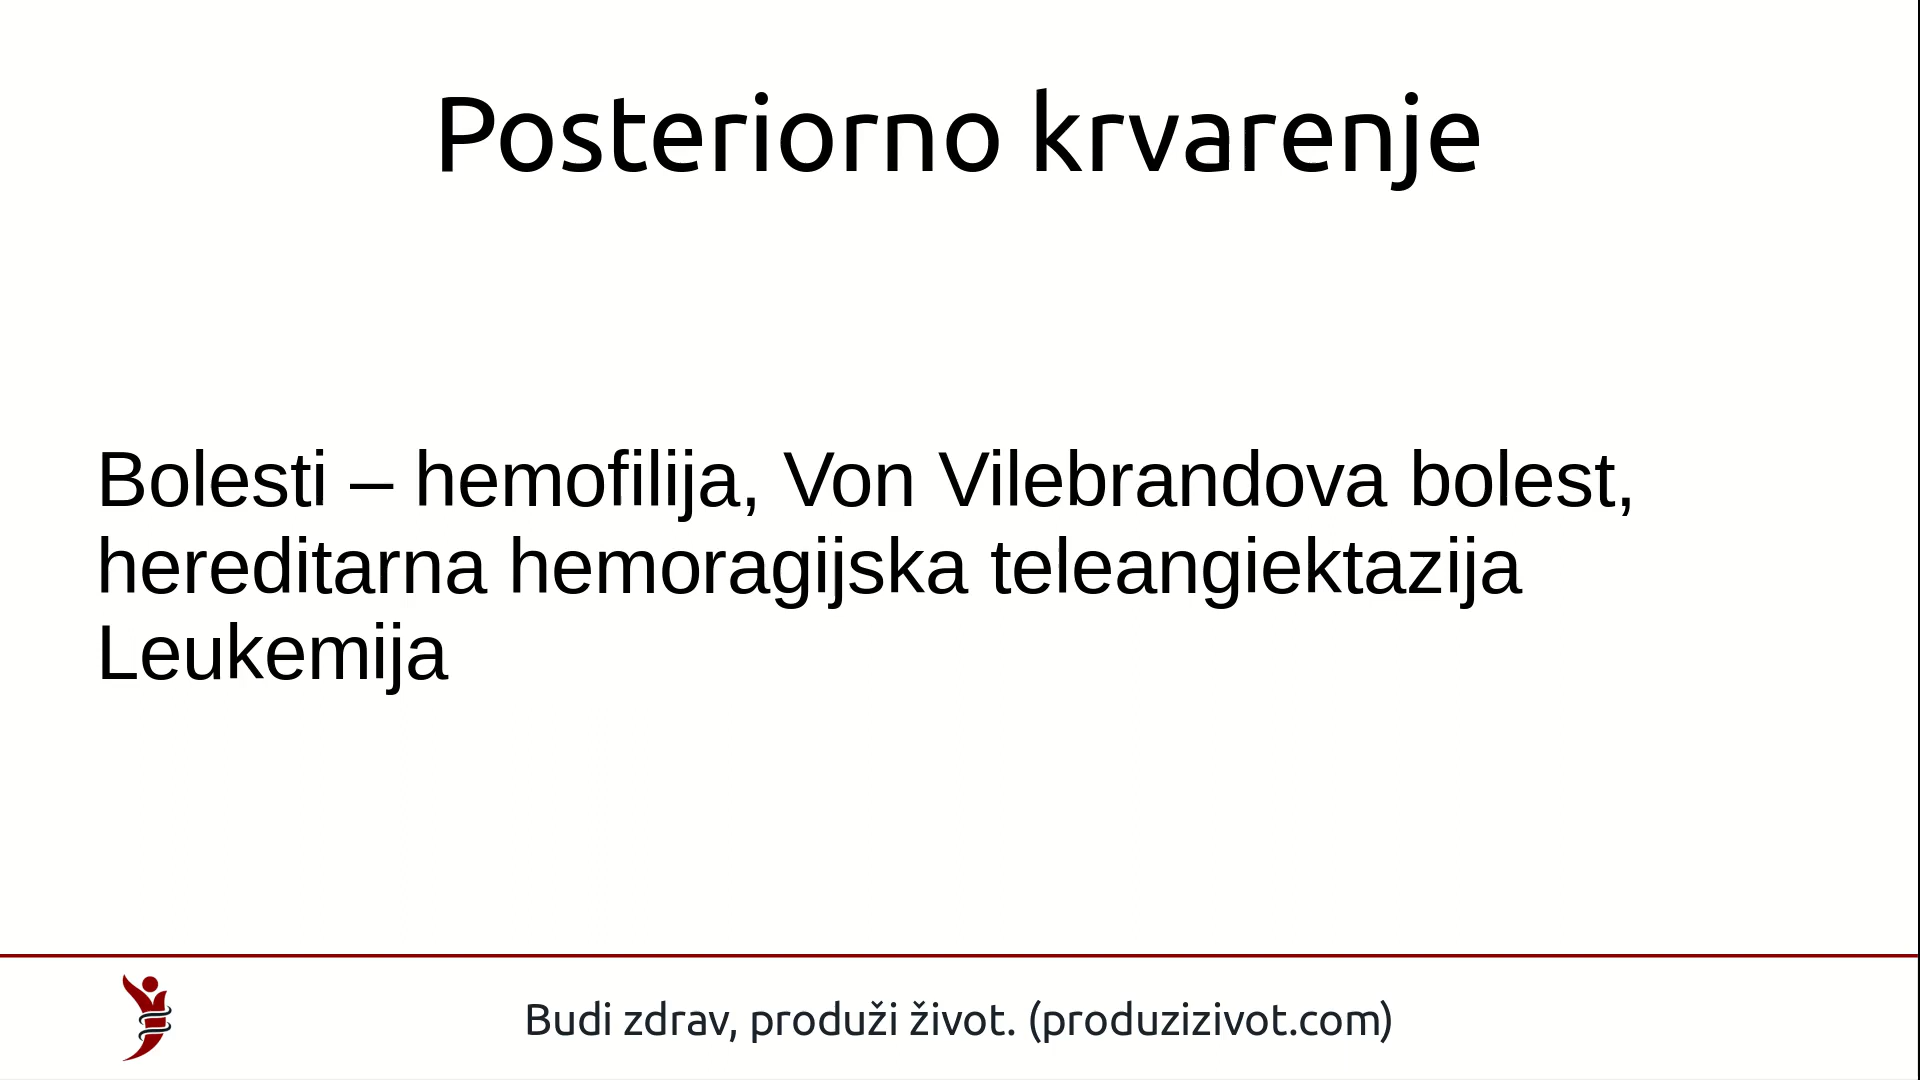 Posteriorno krvarenje
Bolesti – hemofilija, Von Vilebrandova bolest,
hereditarna hemoragijska teleangiektazija
Leukemija
Budi zdrav, produži život. (produzizivot.com)